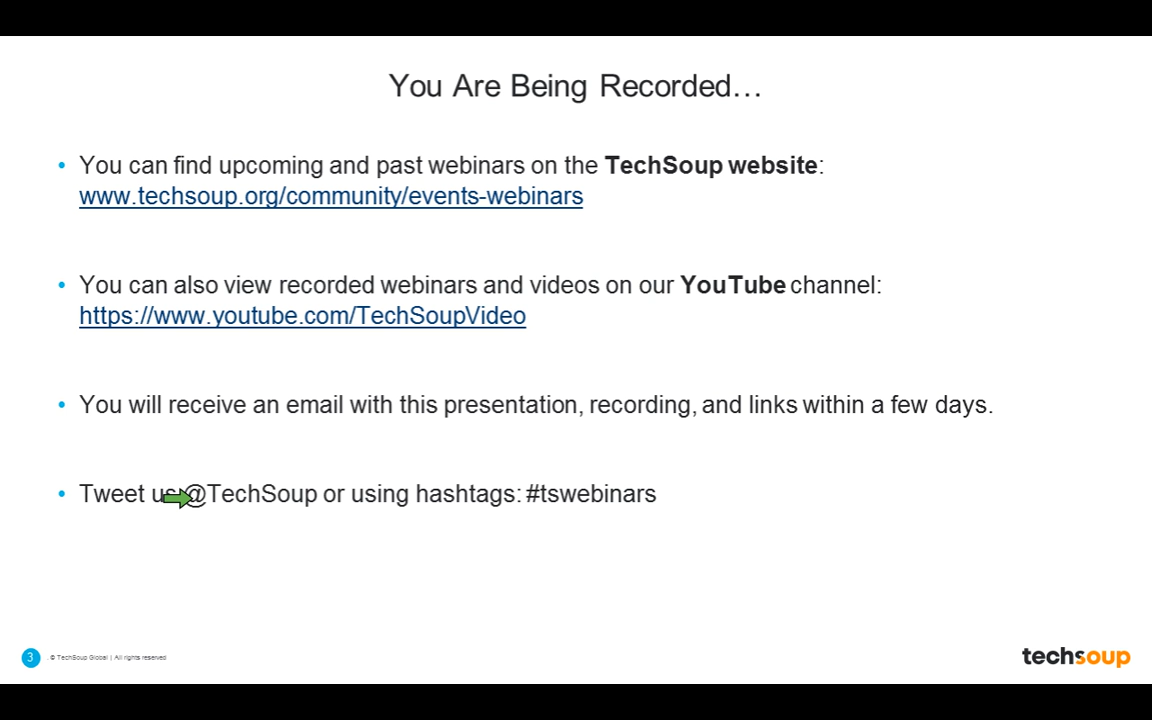 You Are Being Recorded…
• You can find upcoming and past webinars on the TechSoup website:
www.techsoup.org/community/events-webinars
• You can also view recorded webinars and videos on our YouTube channel:
https://www.youtube.com/TechSoupVideo
• You will receive an email with this presentation, recording, and links within a few days.
• Tweet us @TechSoup or using hashtags: #tswebinars
3 © TechSoup Global | All rights reserved
techsoup